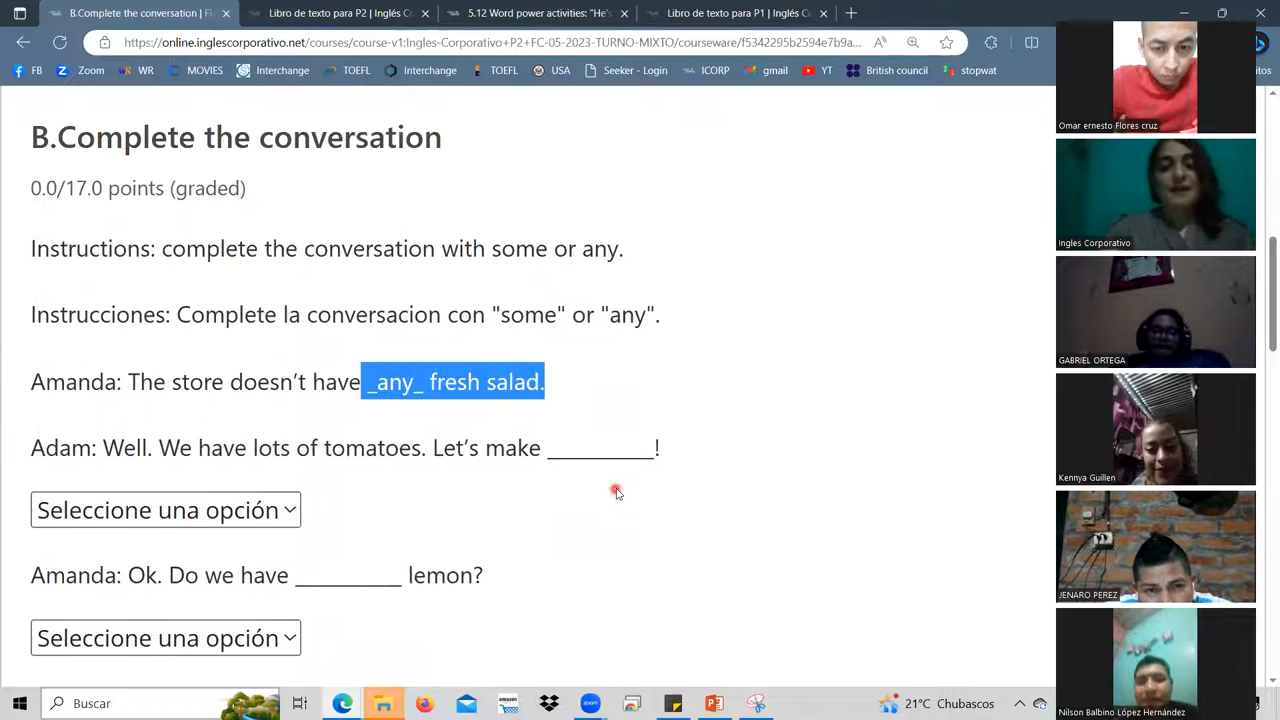 B.Complete the conversation | Fi
Libro de texto para P2 | Inglés Co
5.12 Word power activities: "He's
Libro de texto para P1 | Inglés C
https://online.inglescorporativo.net/courses/course-v1:Ingles-Corporativo+P2+FC-05-2023-TURNO-MIXTO/courseware/f5342295b2594e7b9a...
FB Zoom WR MOVIES Interchange TOEFL Interchange TOEFL USA Seeker - Login ICORP gmail YT British council stopwat
itos
B.Complete the conversation
0.0/17.0 points (graded)
Instructions: complete the conversation with some or any.
Instrucciones: Complete la conversacion con "some" or "any".
Amanda: The store doesn’t have _any_ fresh salad.
Adam: Well. We have lots of tomatoes. Let’s make __________!
Seleccione una opción
Amanda: Ok. Do we have __________ lemon?
Seleccione una opción
Omar ernesto Flores cruz
Ingles Corporativo
GABRIEL ORTEGA
Kennya Guillen
JENARO PEREZ
Nilson Balbino López Hernández
Buscar
amazon
21°C Chubascos